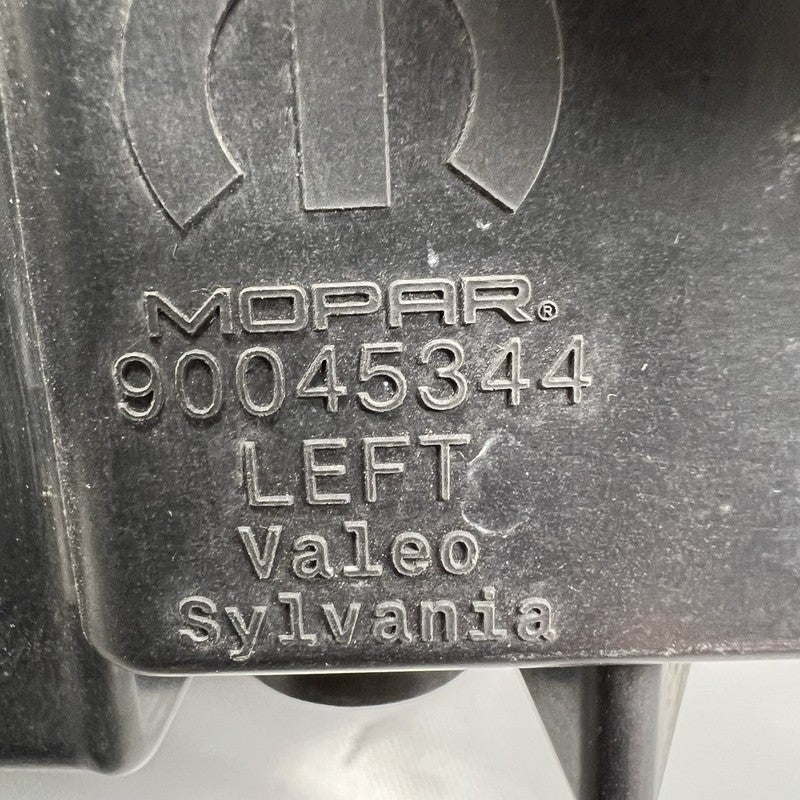 MOPAR®
90045344
LEFT
Valeo
Sylvania